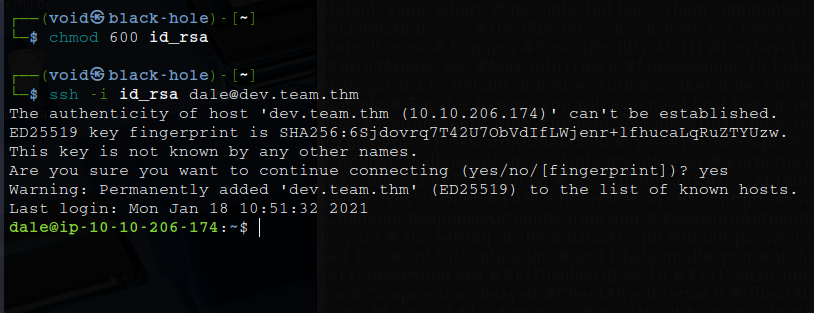 ┌──(void㉿black-hole)-[~]
└─$ chmod 600 id_rsa
┌──(void㉿black-hole)-[~]
└─$ ssh -i id_rsa dale@dev.team.thm
The authenticity of host 'dev.team.thm (10.10.206.174)' can't be established.
ED25519 key fingerprint is SHA256:6Sjdovrq7T42U7ObVdIfLWjenr+lfhucaLqRuZTYUzw.
This key is not known by any other names.
Are you sure you want to continue connecting (yes/no/[fingerprint])? yes
Warning: Permanently added 'dev.team.thm' (ED25519) to the list of known hosts.
Last login: Mon Jan 18 10:51:32 2021
dale@ip-10-10-206-174:~$